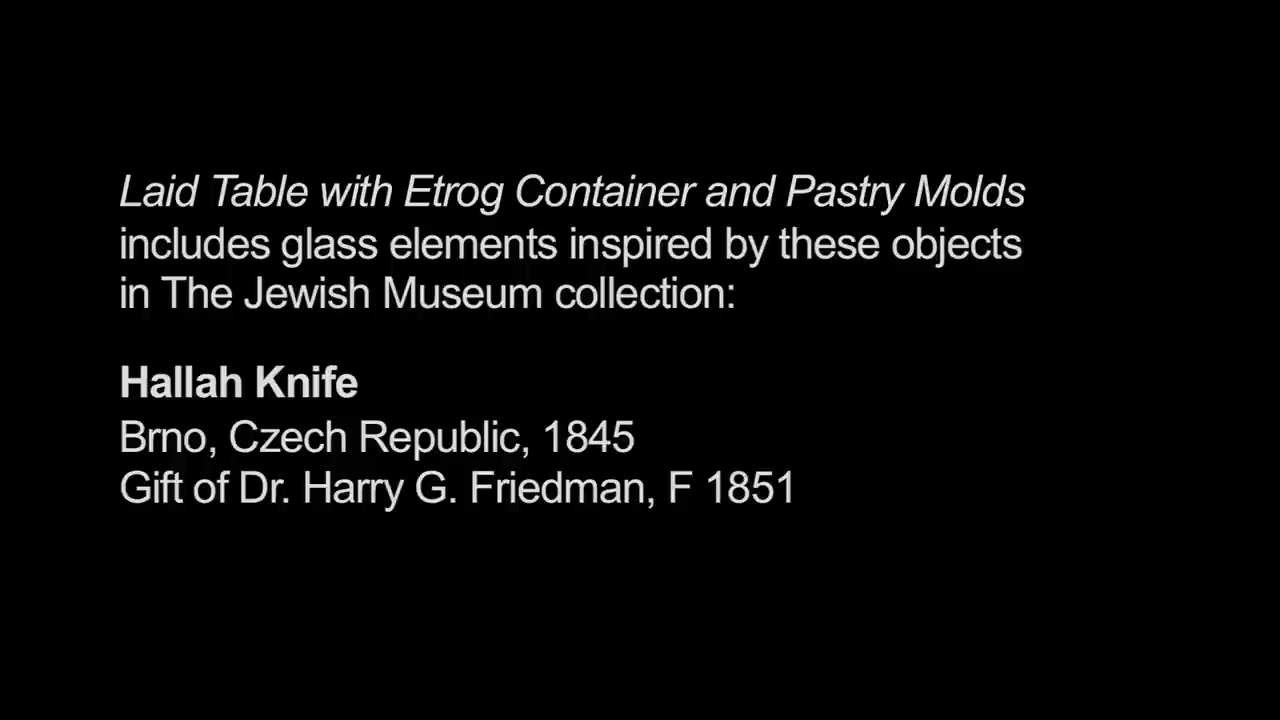 Laid Table with Etrog Container and Pastry Molds
includes glass elements inspired by these objects
in The Jewish Museum collection:
Hallah Knife
Brno, Czech Republic, 1845
Gift of Dr. Harry G. Friedman, F 1851